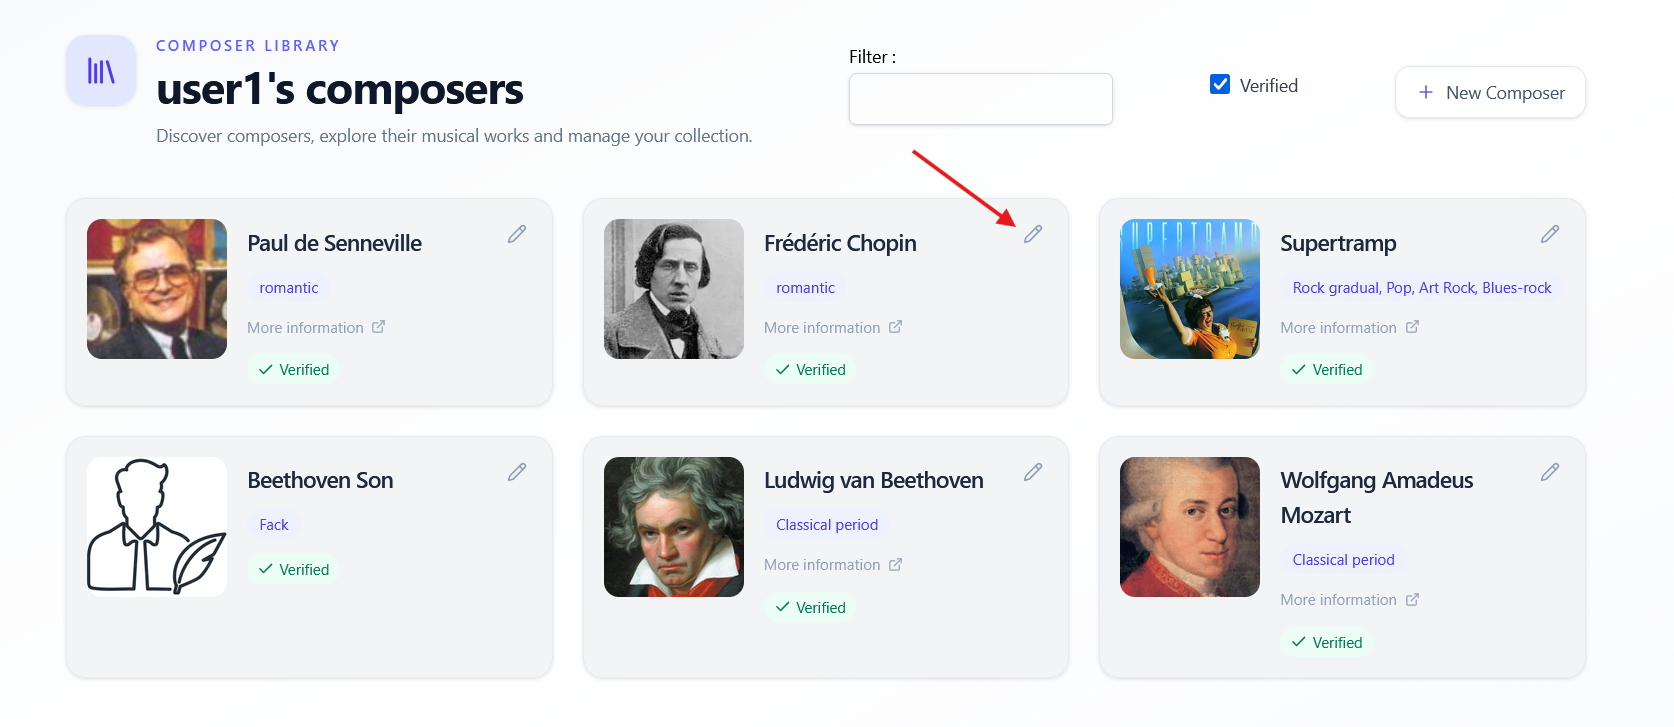 COMPOSER LIBRARY
user1's composers
Discover composers, explore their musical works and manage your collection.
Filter :
Verified
New Composer
Paul de Senneville
romantic
More information
Verified
Frédéric Chopin
romantic
More information
Verified
Supertramp
Rock gradual, Pop, Art Rock, Blues-rock
More information
Verified
Beethoven Son
Fack
Verified
Ludwig van Beethoven
Classical period
More information
Verified
Wolfgang Amadeus
Mozart
Classical period
More information
Verified